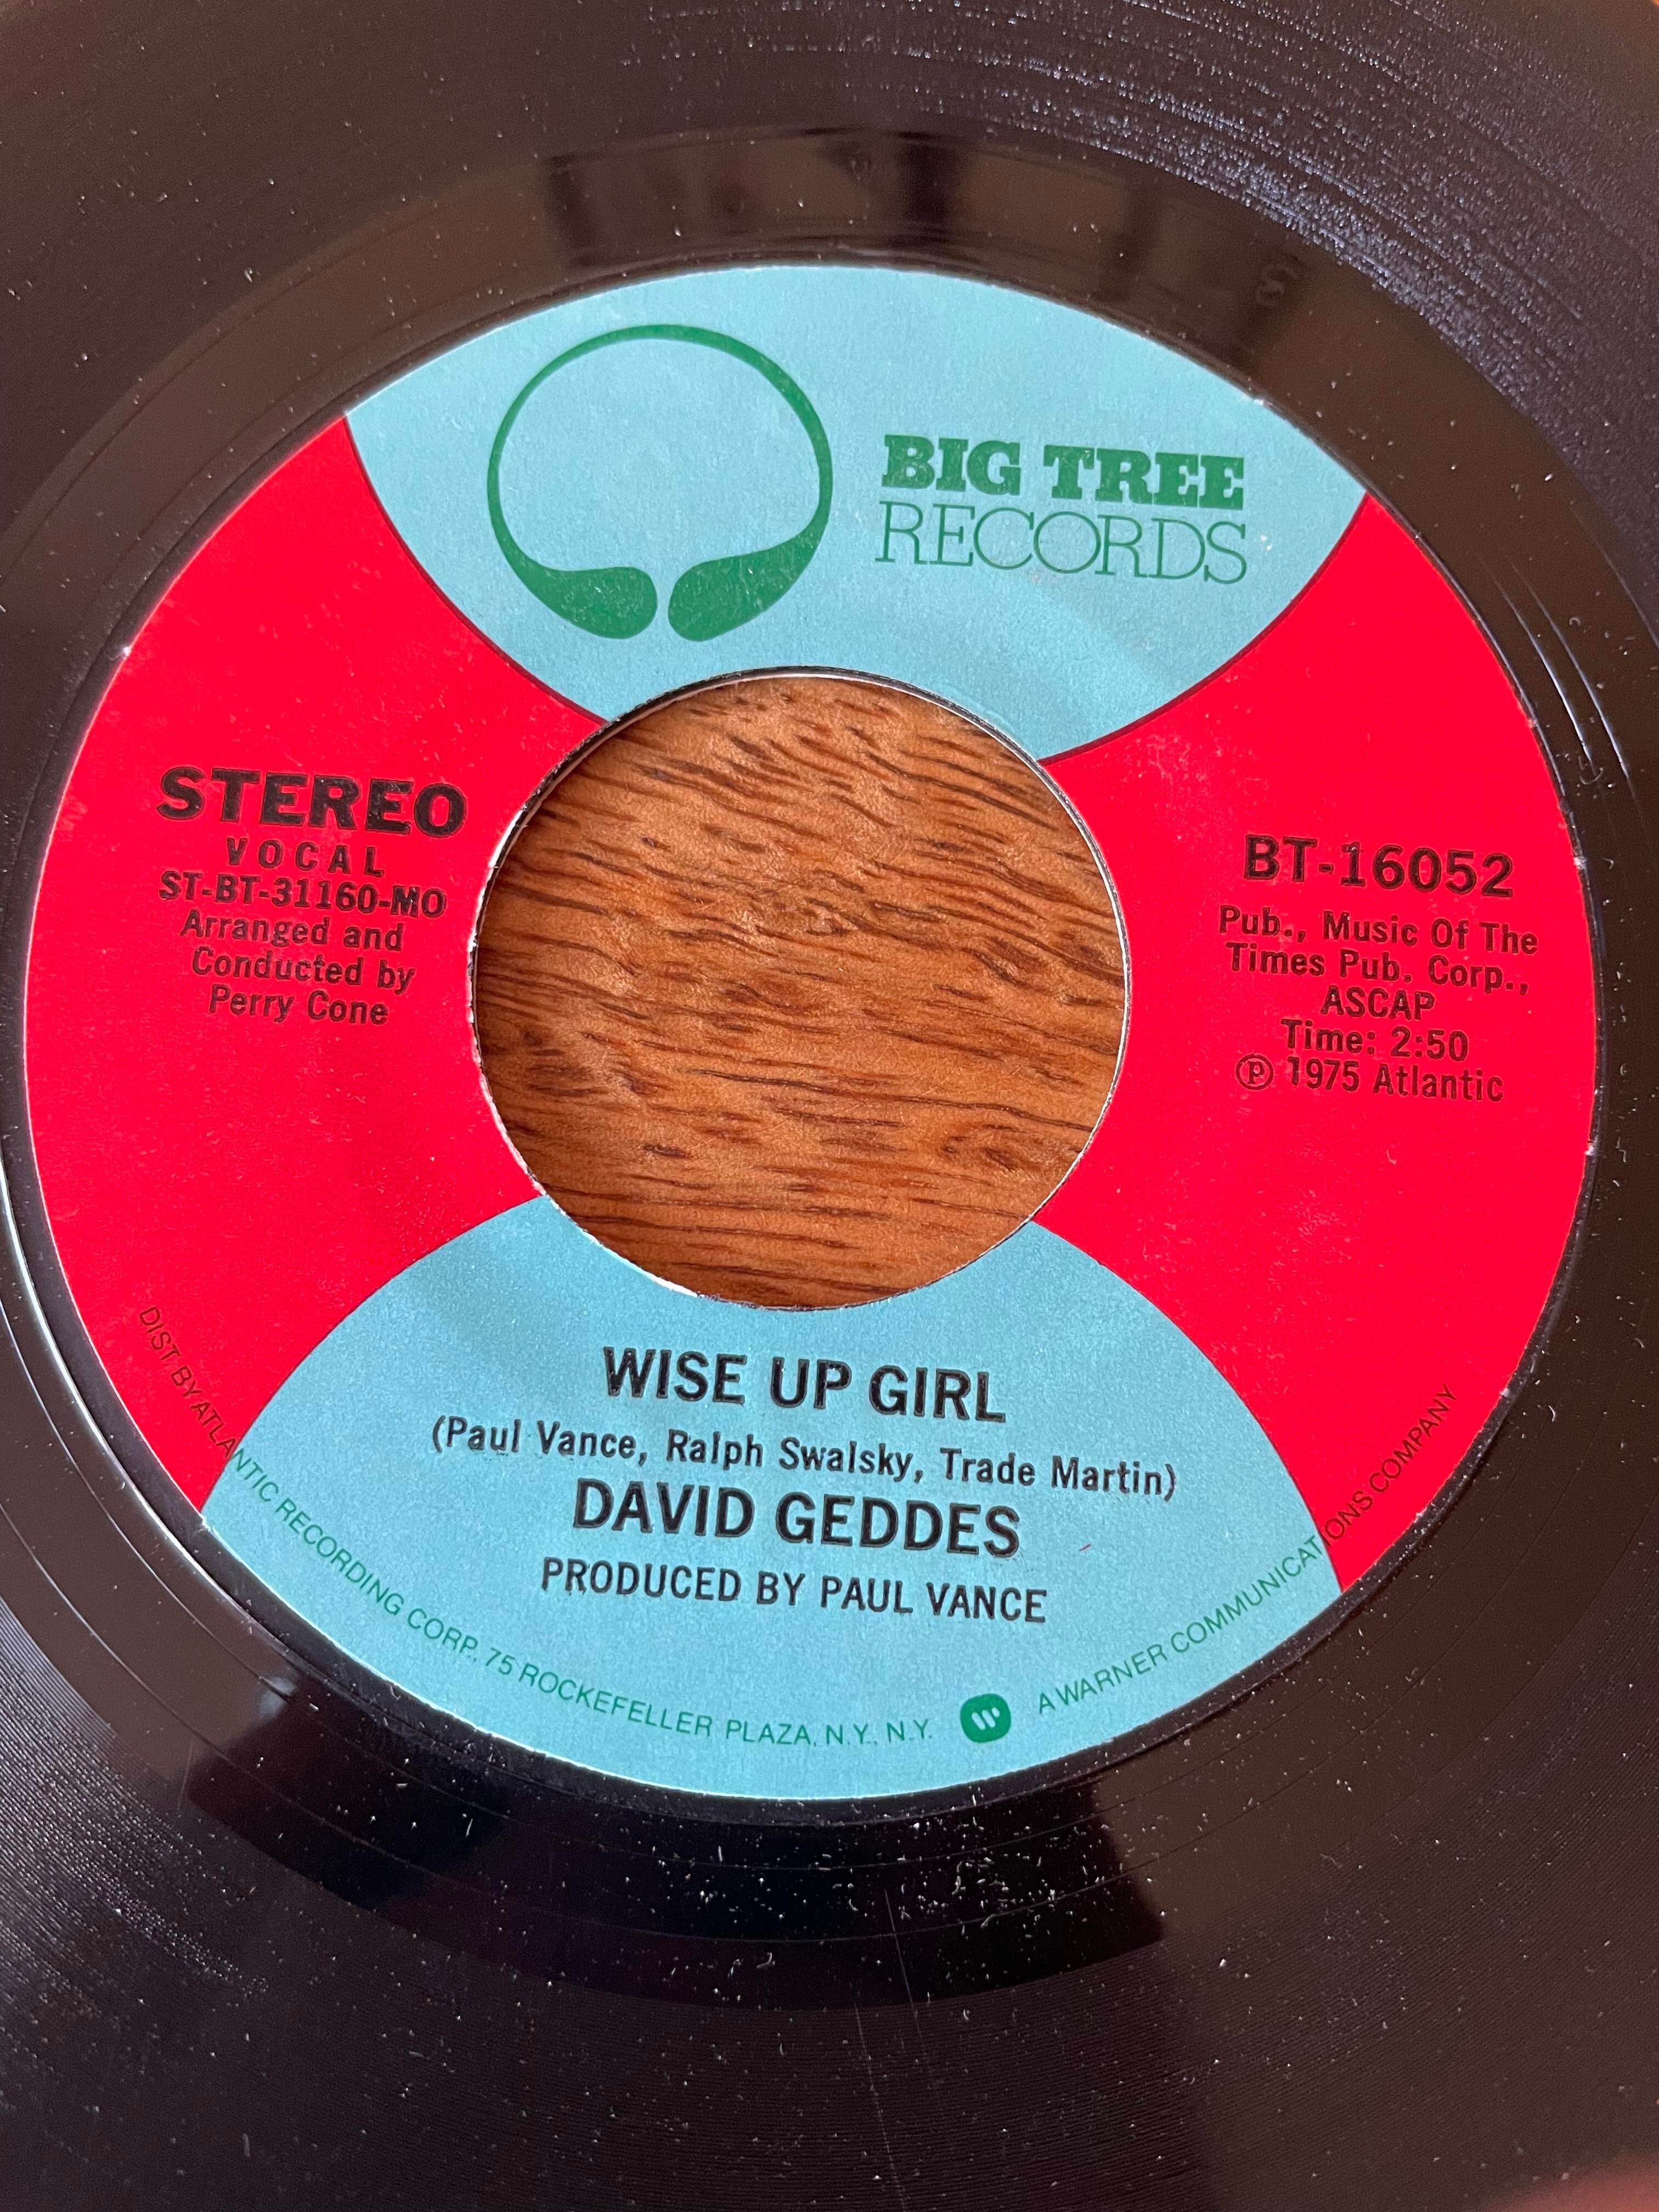 BIG TREE
RECORDS
STEREO
VOCAL
ST-BT-31160-MO
Arranged and
Conducted by
Perry Cone
BT-16052
Pub., Music Of The
Times Pub. Corp.,
ASCAP
Time: 2:50
℗ 1975 Atlantic
WISE UP GIRL
(Paul Vance, Ralph Swalsky, Trade Martin)
DAVID GEDDES
PRODUCED BY PAUL VANCE
DIST. BY ATLANTIC RECORDING CORP., 75 ROCKEFELLER PLAZA, N.Y., N.Y. W A WARNER COMMUNICATIONS COMPANY